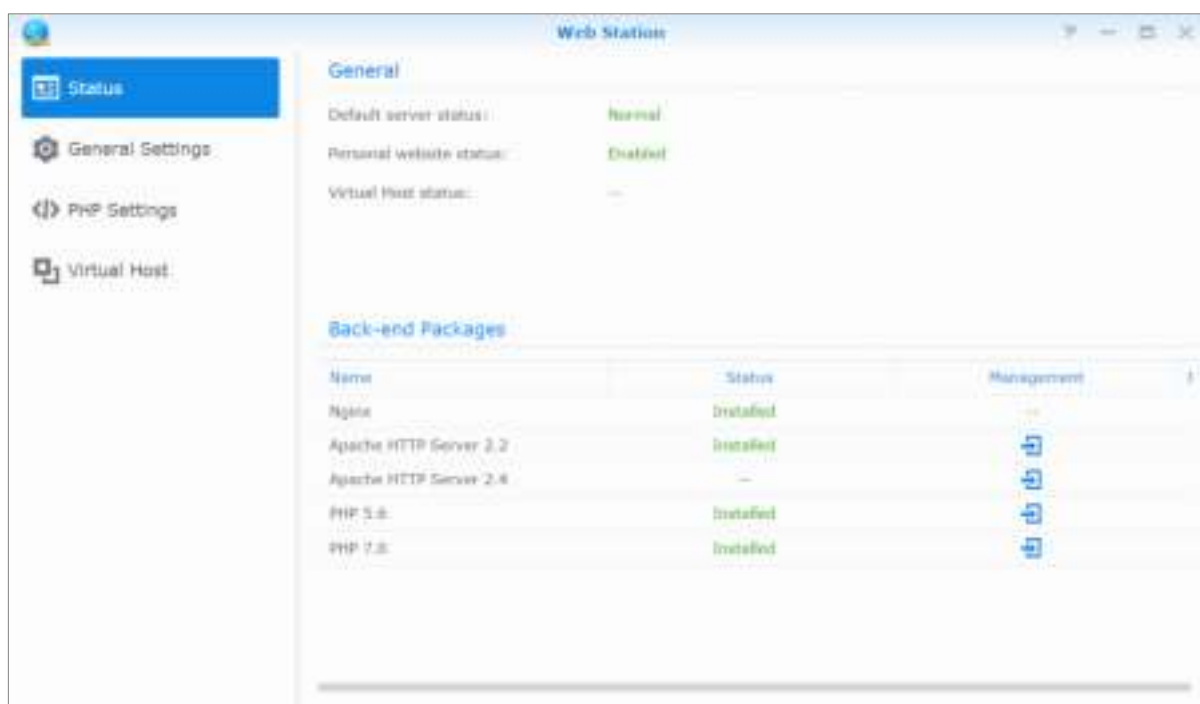 Web Station
Status
General Settings
PHP Settings
Virtual Host
General
Default server status: Normal
Personal website status: Enabled
Virtual Host status: --
Back-end Packages
Name Status Management
Nginx Installed --
Apache HTTP Server 2.2 Installed
Apache HTTP Server 2.4 --
PHP 5.6 Installed
PHP 7.0 Installed